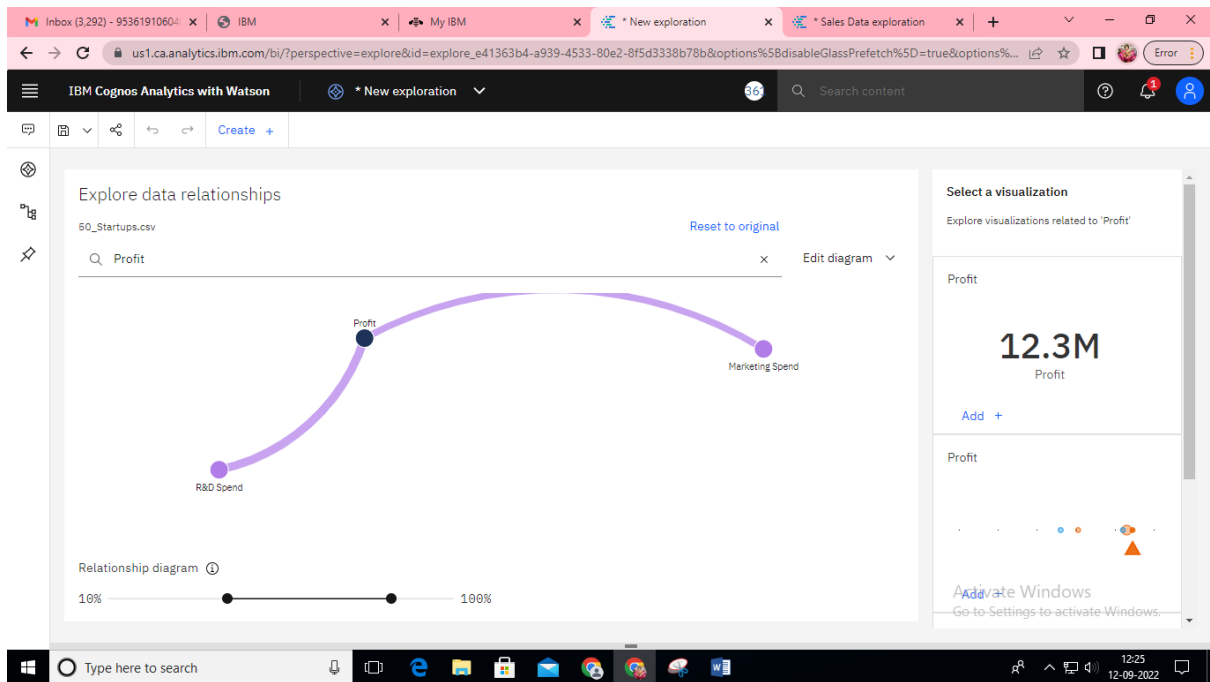 Inbox (3,292) - 95361910604
IBM
My IBM
* New exploration
* Sales Data exploration
us1.ca.analytics.ibm.com/bi/?perspective=explore&id=explore_e41363b4-a939-4533-80e2-8f5d3338b78b&options%5BdisableGlassPrefetch%5D=true&options%...
Error
IBM Cognos Analytics with Watson
* New exploration
Search content
1
Create +
Explore data relationships
50_Startups.csv
Reset to original
Profit
Edit diagram
Profit
Marketing Spend
R&D Spend
Relationship diagram
10%
100%
Select a visualization
Explore visualizations related to 'Profit'
Profit
12.3M
Profit
Add +
Profit
Add +
Activate Windows
Go to Settings to activate Windows.
Type here to search
12:25
12-09-2022